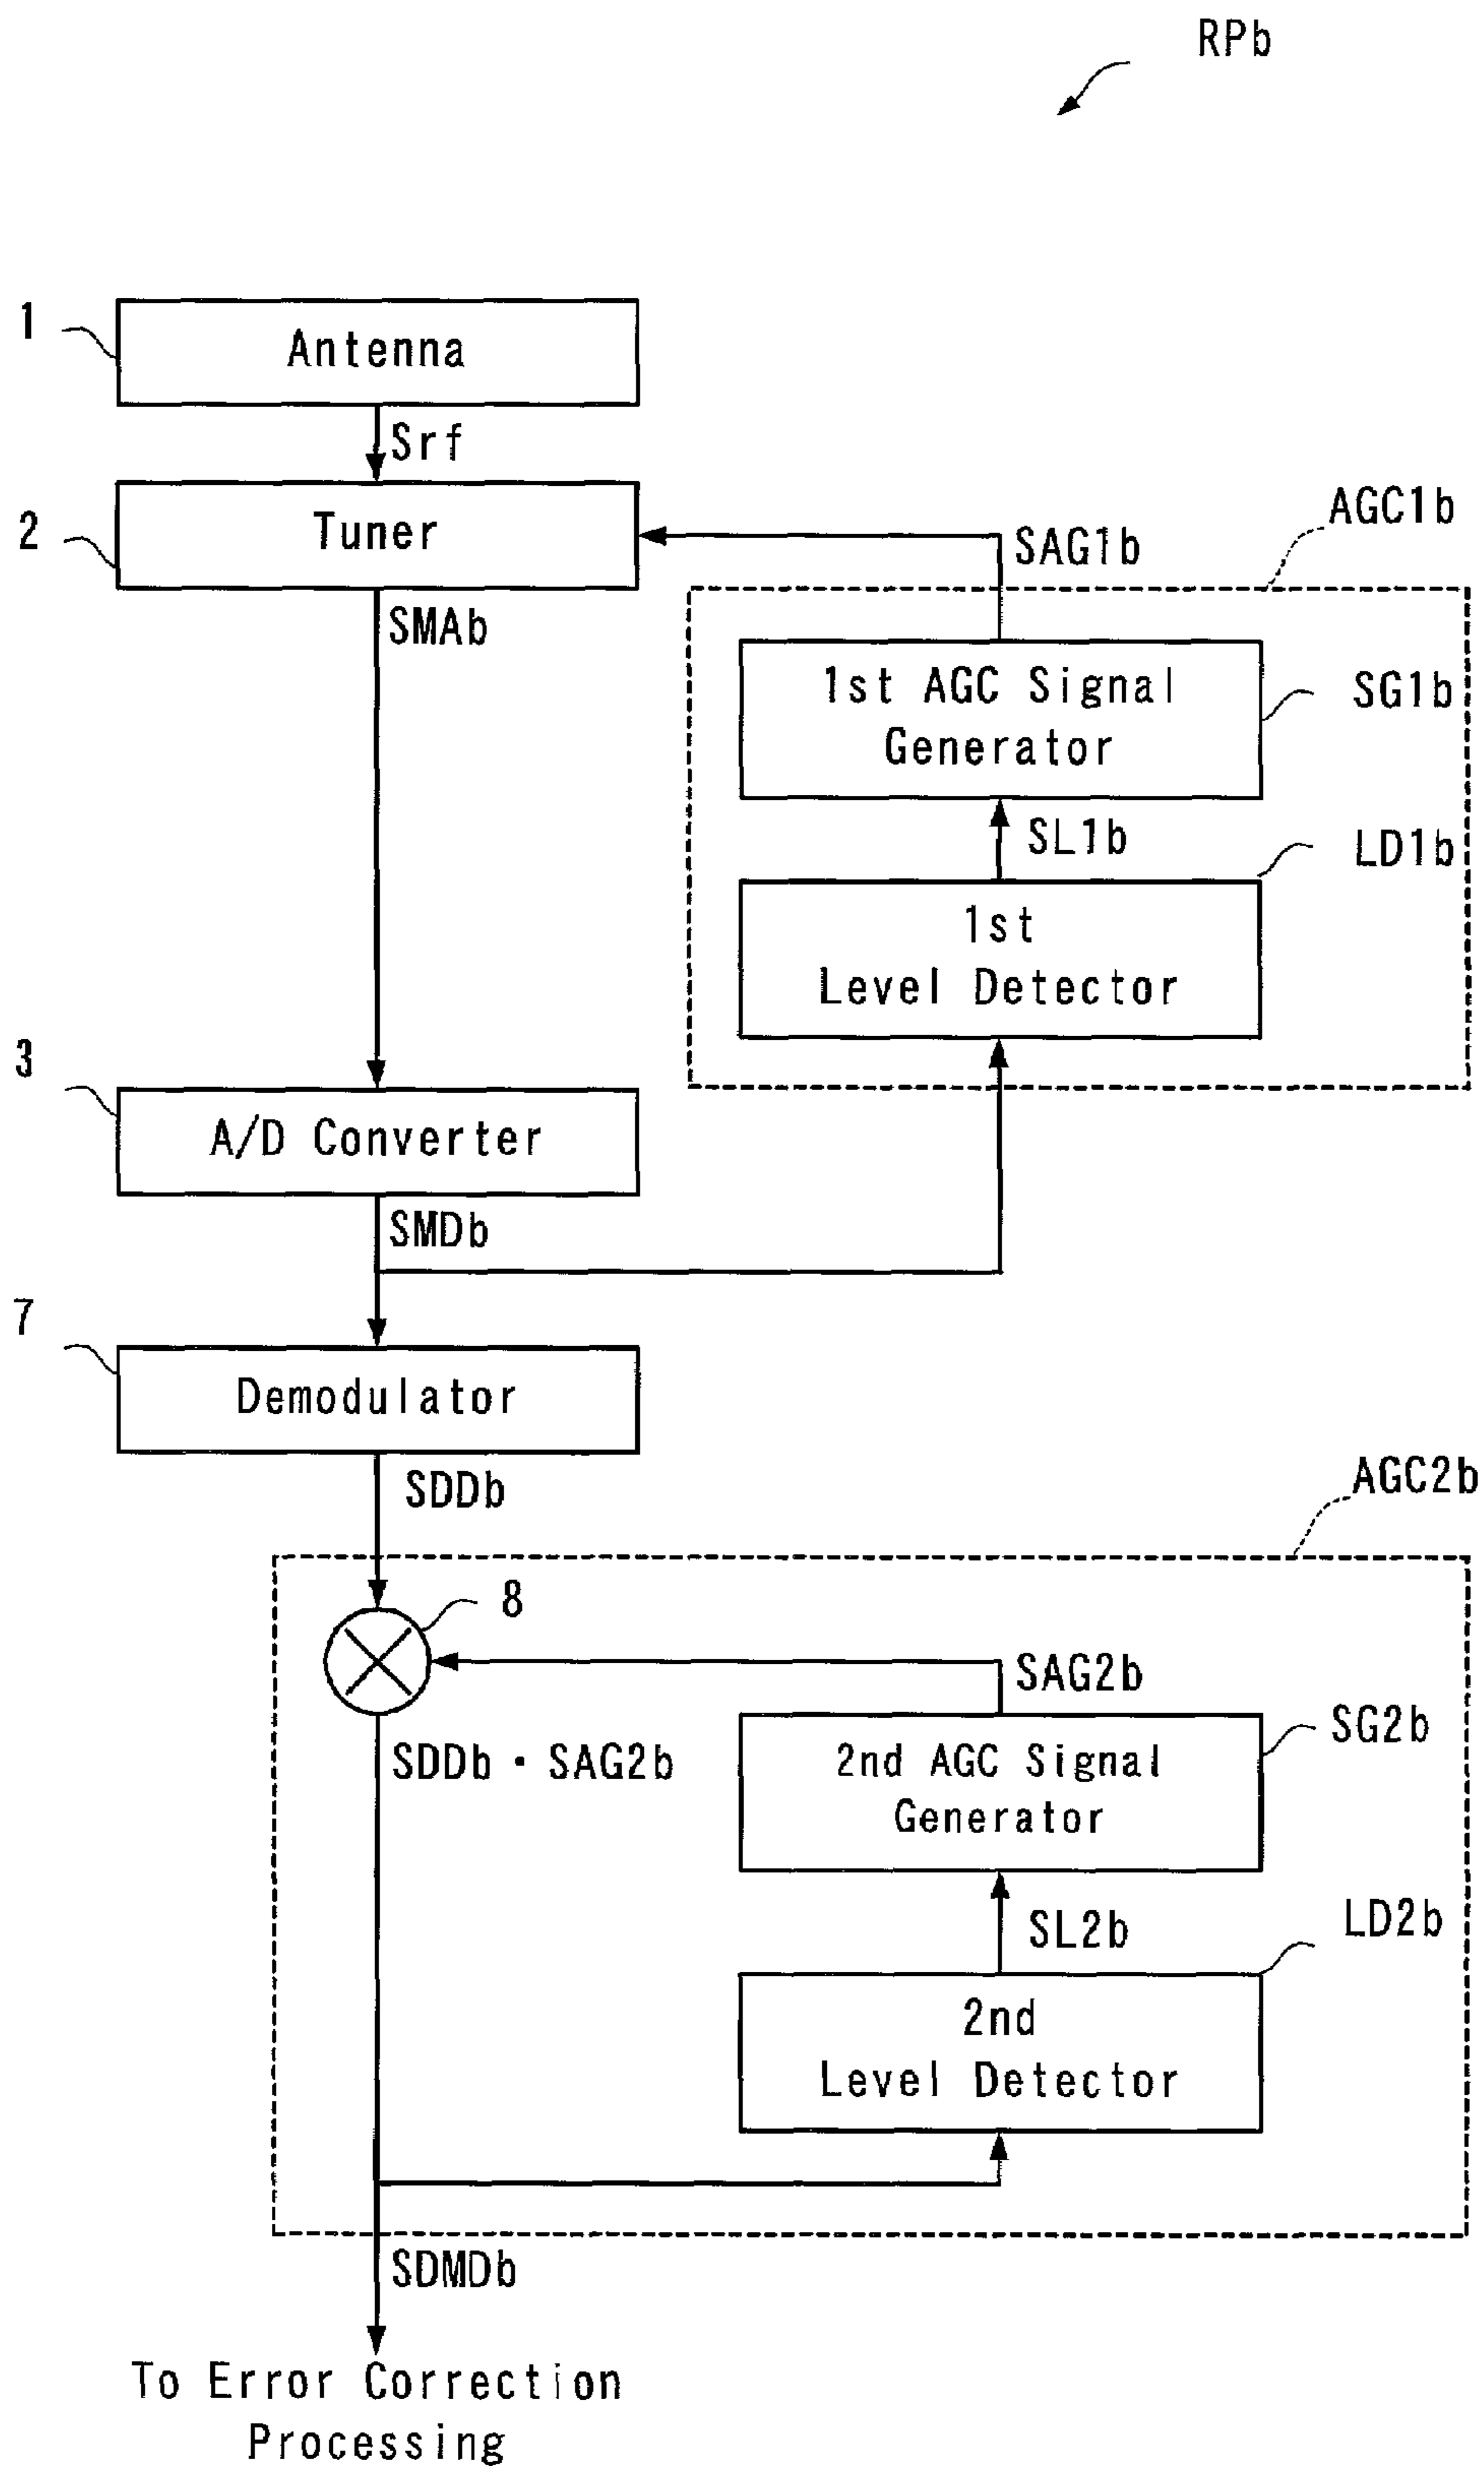 RPb
1
Antenna
Srf
2
Tuner
SAG1b
AGC1b
SMAb
1st AGC Signal
Generator
SG1b
SL1b
LD1b
1st
Level Detector
3
A/D Converter
SMDb
7
Demodulator
SDDb
AGC2b
8
SAG2b
SDDb・SAG2b
2nd AGC Signal
Generator
SG2b
SL2b
LD2b
2nd
Level Detector
SDMDb
To Error Correction
Processing